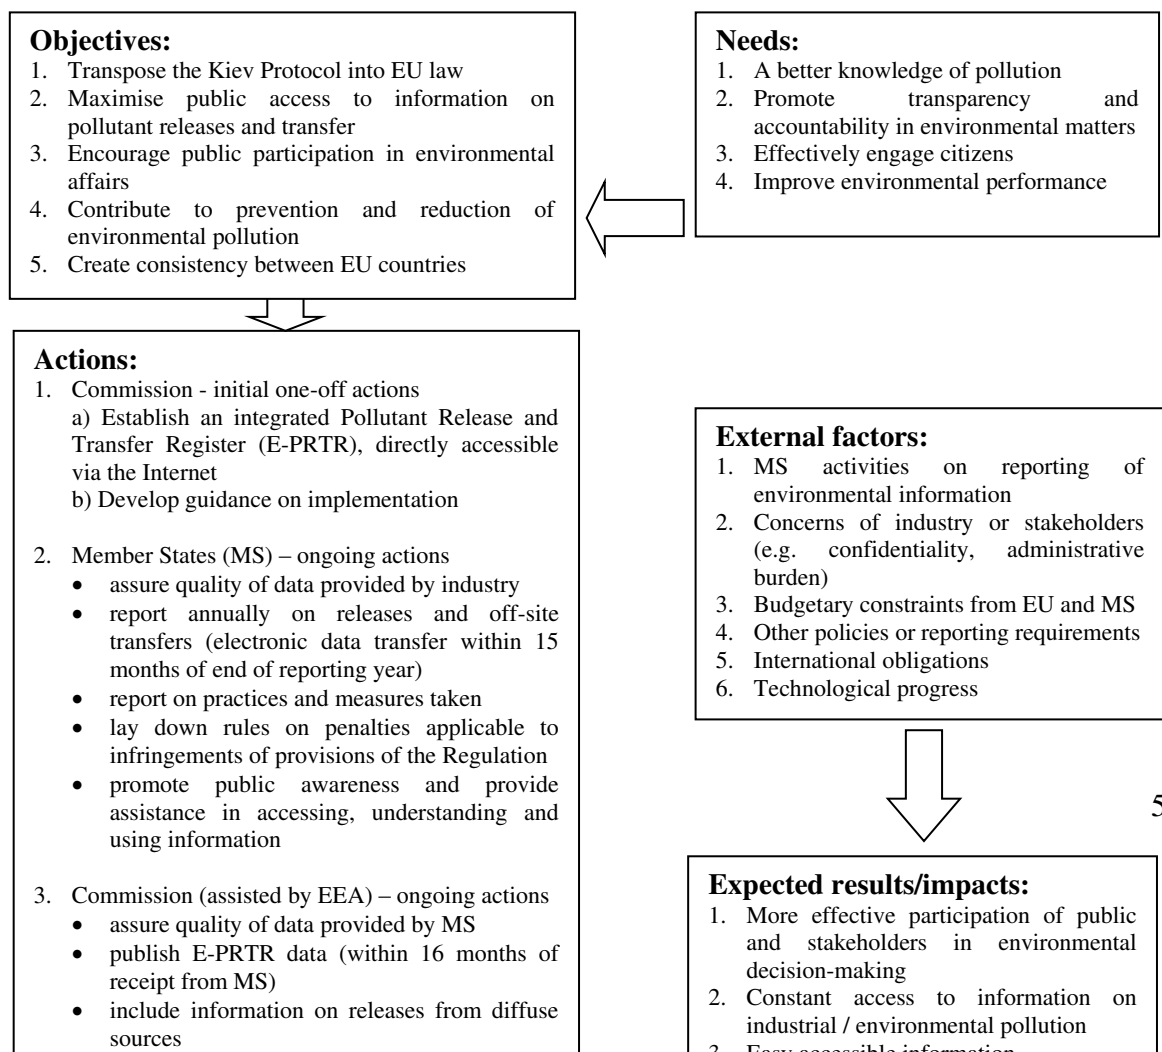 Objectives:
1. Transpose the Kiev Protocol into EU law
2. Maximise public access to information on
pollutant releases and transfer
3. Encourage public participation in environmental
affairs
4. Contribute to prevention and reduction of
environmental pollution
5. Create consistency between EU countries
Needs:
1. A better knowledge of pollution
2. Promote transparency and
accountability in environmental matters
3. Effectively engage citizens
4. Improve environmental performance
Actions:
1. Commission - initial one-off actions
a) Establish an integrated Pollutant Release and
Transfer Register (E-PRTR), directly accessible
via the Internet
b) Develop guidance on implementation
2. Member States (MS) – ongoing actions
• assure quality of data provided by industry
• report annually on releases and off-site
transfers (electronic data transfer within 15
months of end of reporting year)
• report on practices and measures taken
• lay down rules on penalties applicable to
infringements of provisions of the Regulation
• promote public awareness and provide
assistance in accessing, understanding and
using information
3. Commission (assisted by EEA) – ongoing actions
• assure quality of data provided by MS
• publish E-PRTR data (within 16 months of
receipt from MS)
• include information on releases from diffuse
sources
External factors:
1. MS activities on reporting of
environmental information
2. Concerns of industry or stakeholders
(e.g. confidentiality, administrative
burden)
3. Budgetary constraints from EU and MS
4. Other policies or reporting requirements
5. International obligations
6. Technological progress
5
Expected results/impacts:
1. More effective participation of public
and stakeholders in environmental
decision-making
2. Constant access to information on
industrial / environmental pollution
3. Easy accessible information